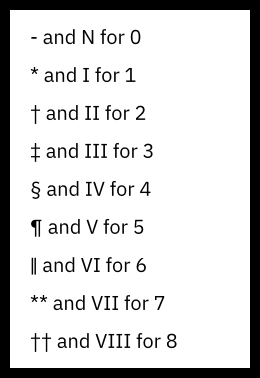 - and N for 0
* and I for 1
† and II for 2
‡ and III for 3
§ and IV for 4
¶ and V for 5
‖ and VI for 6
** and VII for 7
†† and VIII for 8